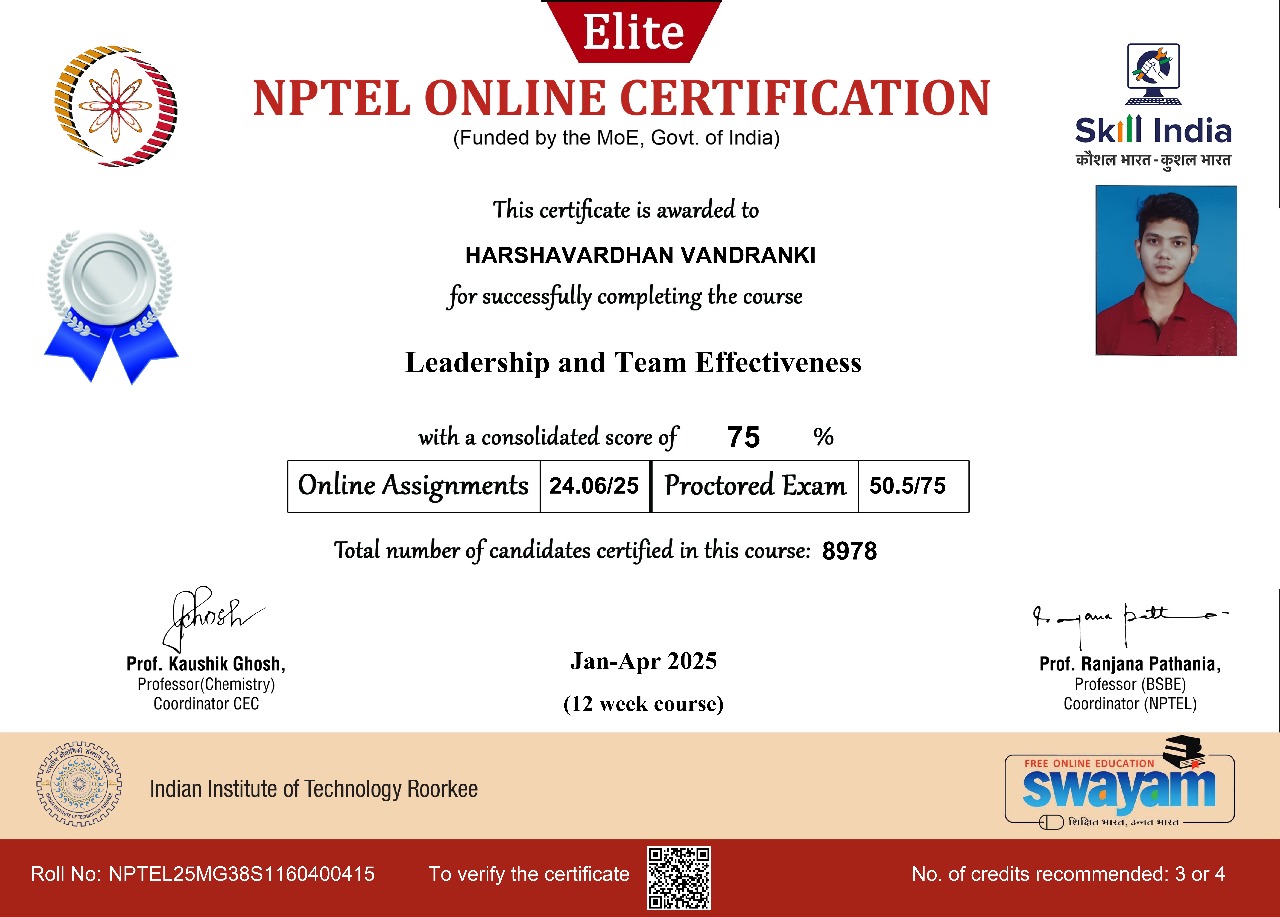 Elite
NPTEL ONLINE CERTIFICATION
(Funded by the MoE, Govt. of India)
Skill India
कौशल भारत - कुशल भारत
This certificate is awarded to
HARSHAVARDHAN VANDRANKI
for successfully completing the course
Leadership and Team Effectiveness
with a consolidated score of 75 %
Online Assignments 24.06/25 Proctored Exam 50.5/75
Total number of candidates certified in this course: 8978
Prof. Kaushik Ghosh,
Professor(Chemistry)
Coordinator CEC
Jan-Apr 2025
(12 week course)
Prof. Ranjana Pathania,
Professor (BSBE)
Coordinator (NPTEL)
Indian Institute of Technology Roorkee
FREE ONLINE EDUCATION
swayam
शिक्षित भारत, उन्नत भारत
Roll No: NPTEL25MG38S1160400415
To verify the certificate
No. of credits recommended: 3 or 4